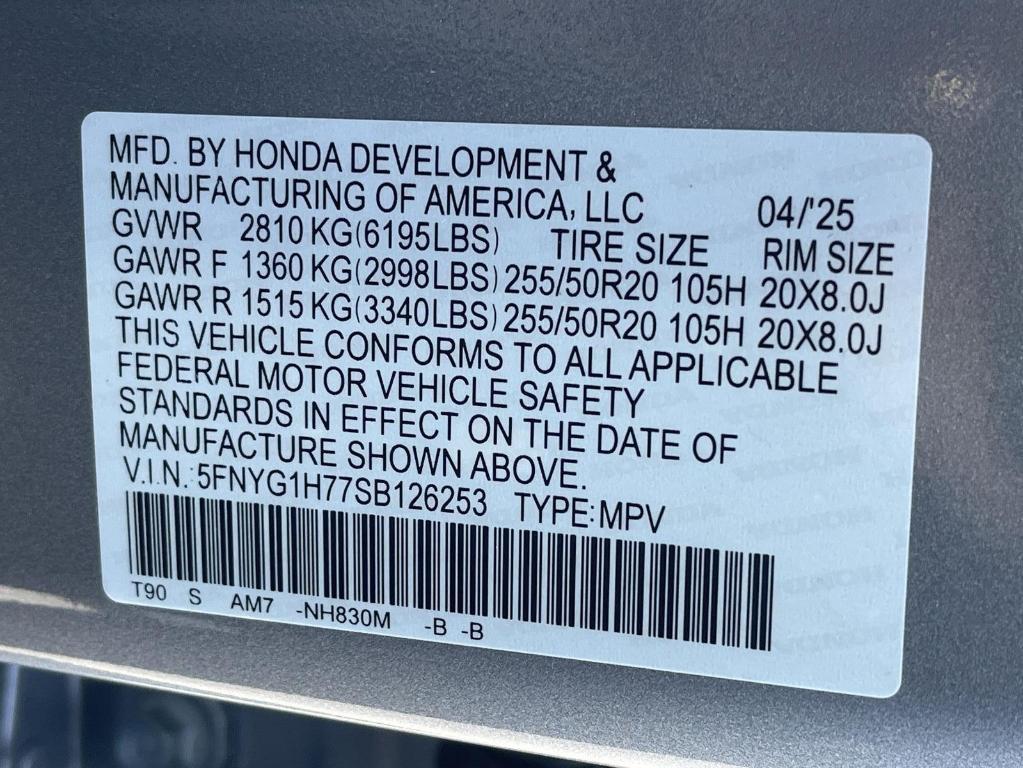 MFD. BY HONDA DEVELOPMENT &
MANUFACTURING OF AMERICA, LLC 04/'25
GVWR 2810 KG(6195LBS) TIRE SIZE RIM SIZE
GAWR F 1360 KG(2998LBS) 255/50R20 105H 20X8.0J
GAWR R 1515 KG(3340LBS) 255/50R20 105H 20X8.0J
THIS VEHICLE CONFORMS TO ALL APPLICABLE
FEDERAL MOTOR VEHICLE SAFETY
STANDARDS IN EFFECT ON THE DATE OF
MANUFACTURE SHOWN ABOVE.
V.I.N.: 5FNYG1H77SB126253 TYPE: MPV
T90 S AM7 -NH830M -B -B